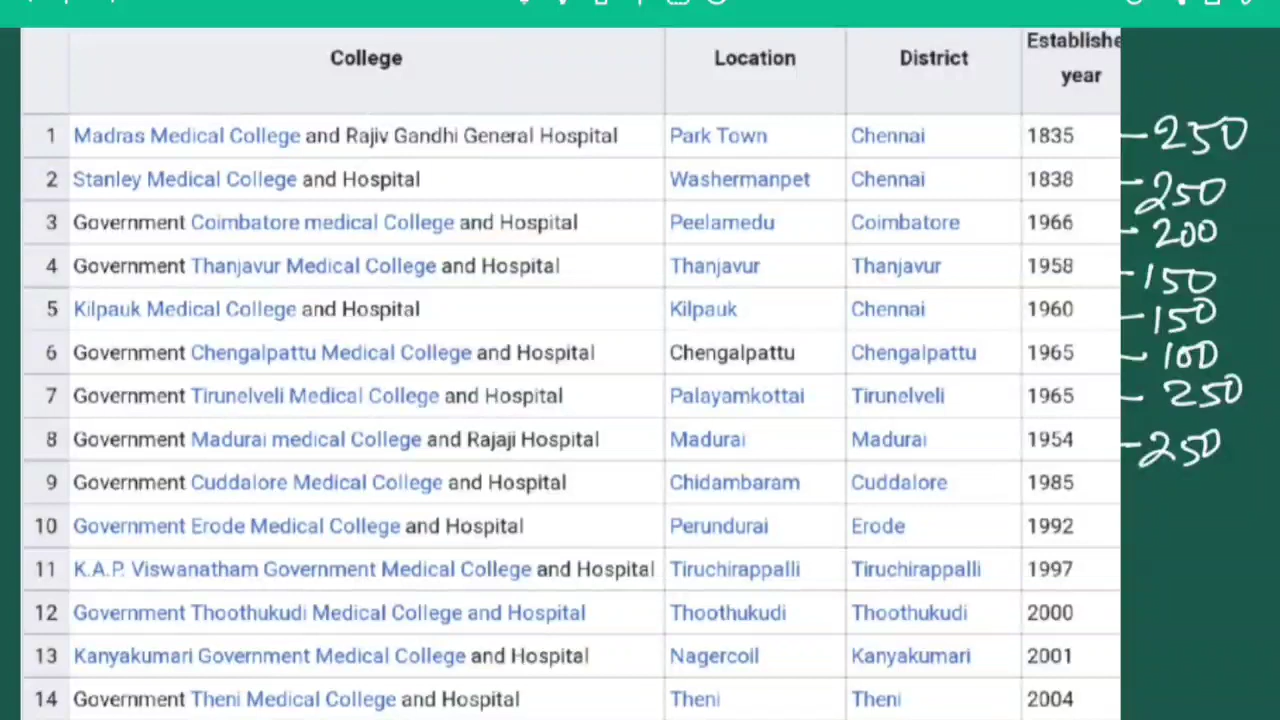 College Location District Establishe
year
1 Madras Medical College and Rajiv Gandhi General Hospital Park Town Chennai 1835 - 250
2 Stanley Medical College and Hospital Washermanpet Chennai 1838 - 250
3 Government Coimbatore medical College and Hospital Peelamedu Coimbatore 1966 - 200
4 Government Thanjavur Medical College and Hospital Thanjavur Thanjavur 1958 - 150
5 Kilpauk Medical College and Hospital Kilpauk Chennai 1960 - 150
6 Government Chengalpattu Medical College and Hospital Chengalpattu Chengalpattu 1965 - 100
7 Government Tirunelveli Medical College and Hospital Palayamkottai Tirunelveli 1965 - 250
8 Government Madurai medical College and Rajaji Hospital Madurai Madurai 1954 - 250
9 Government Cuddalore Medical College and Hospital Chidambaram Cuddalore 1985
10 Government Erode Medical College and Hospital Perundurai Erode 1992
11 K.A.P. Viswanatham Government Medical College and Hospital Tiruchirappalli Tiruchirappalli 1997
12 Government Thoothukudi Medical College and Hospital Thoothukudi Thoothukudi 2000
13 Kanyakumari Government Medical College and Hospital Nagercoil Kanyakumari 2001
14 Government Theni Medical College and Hospital Theni Theni 2004